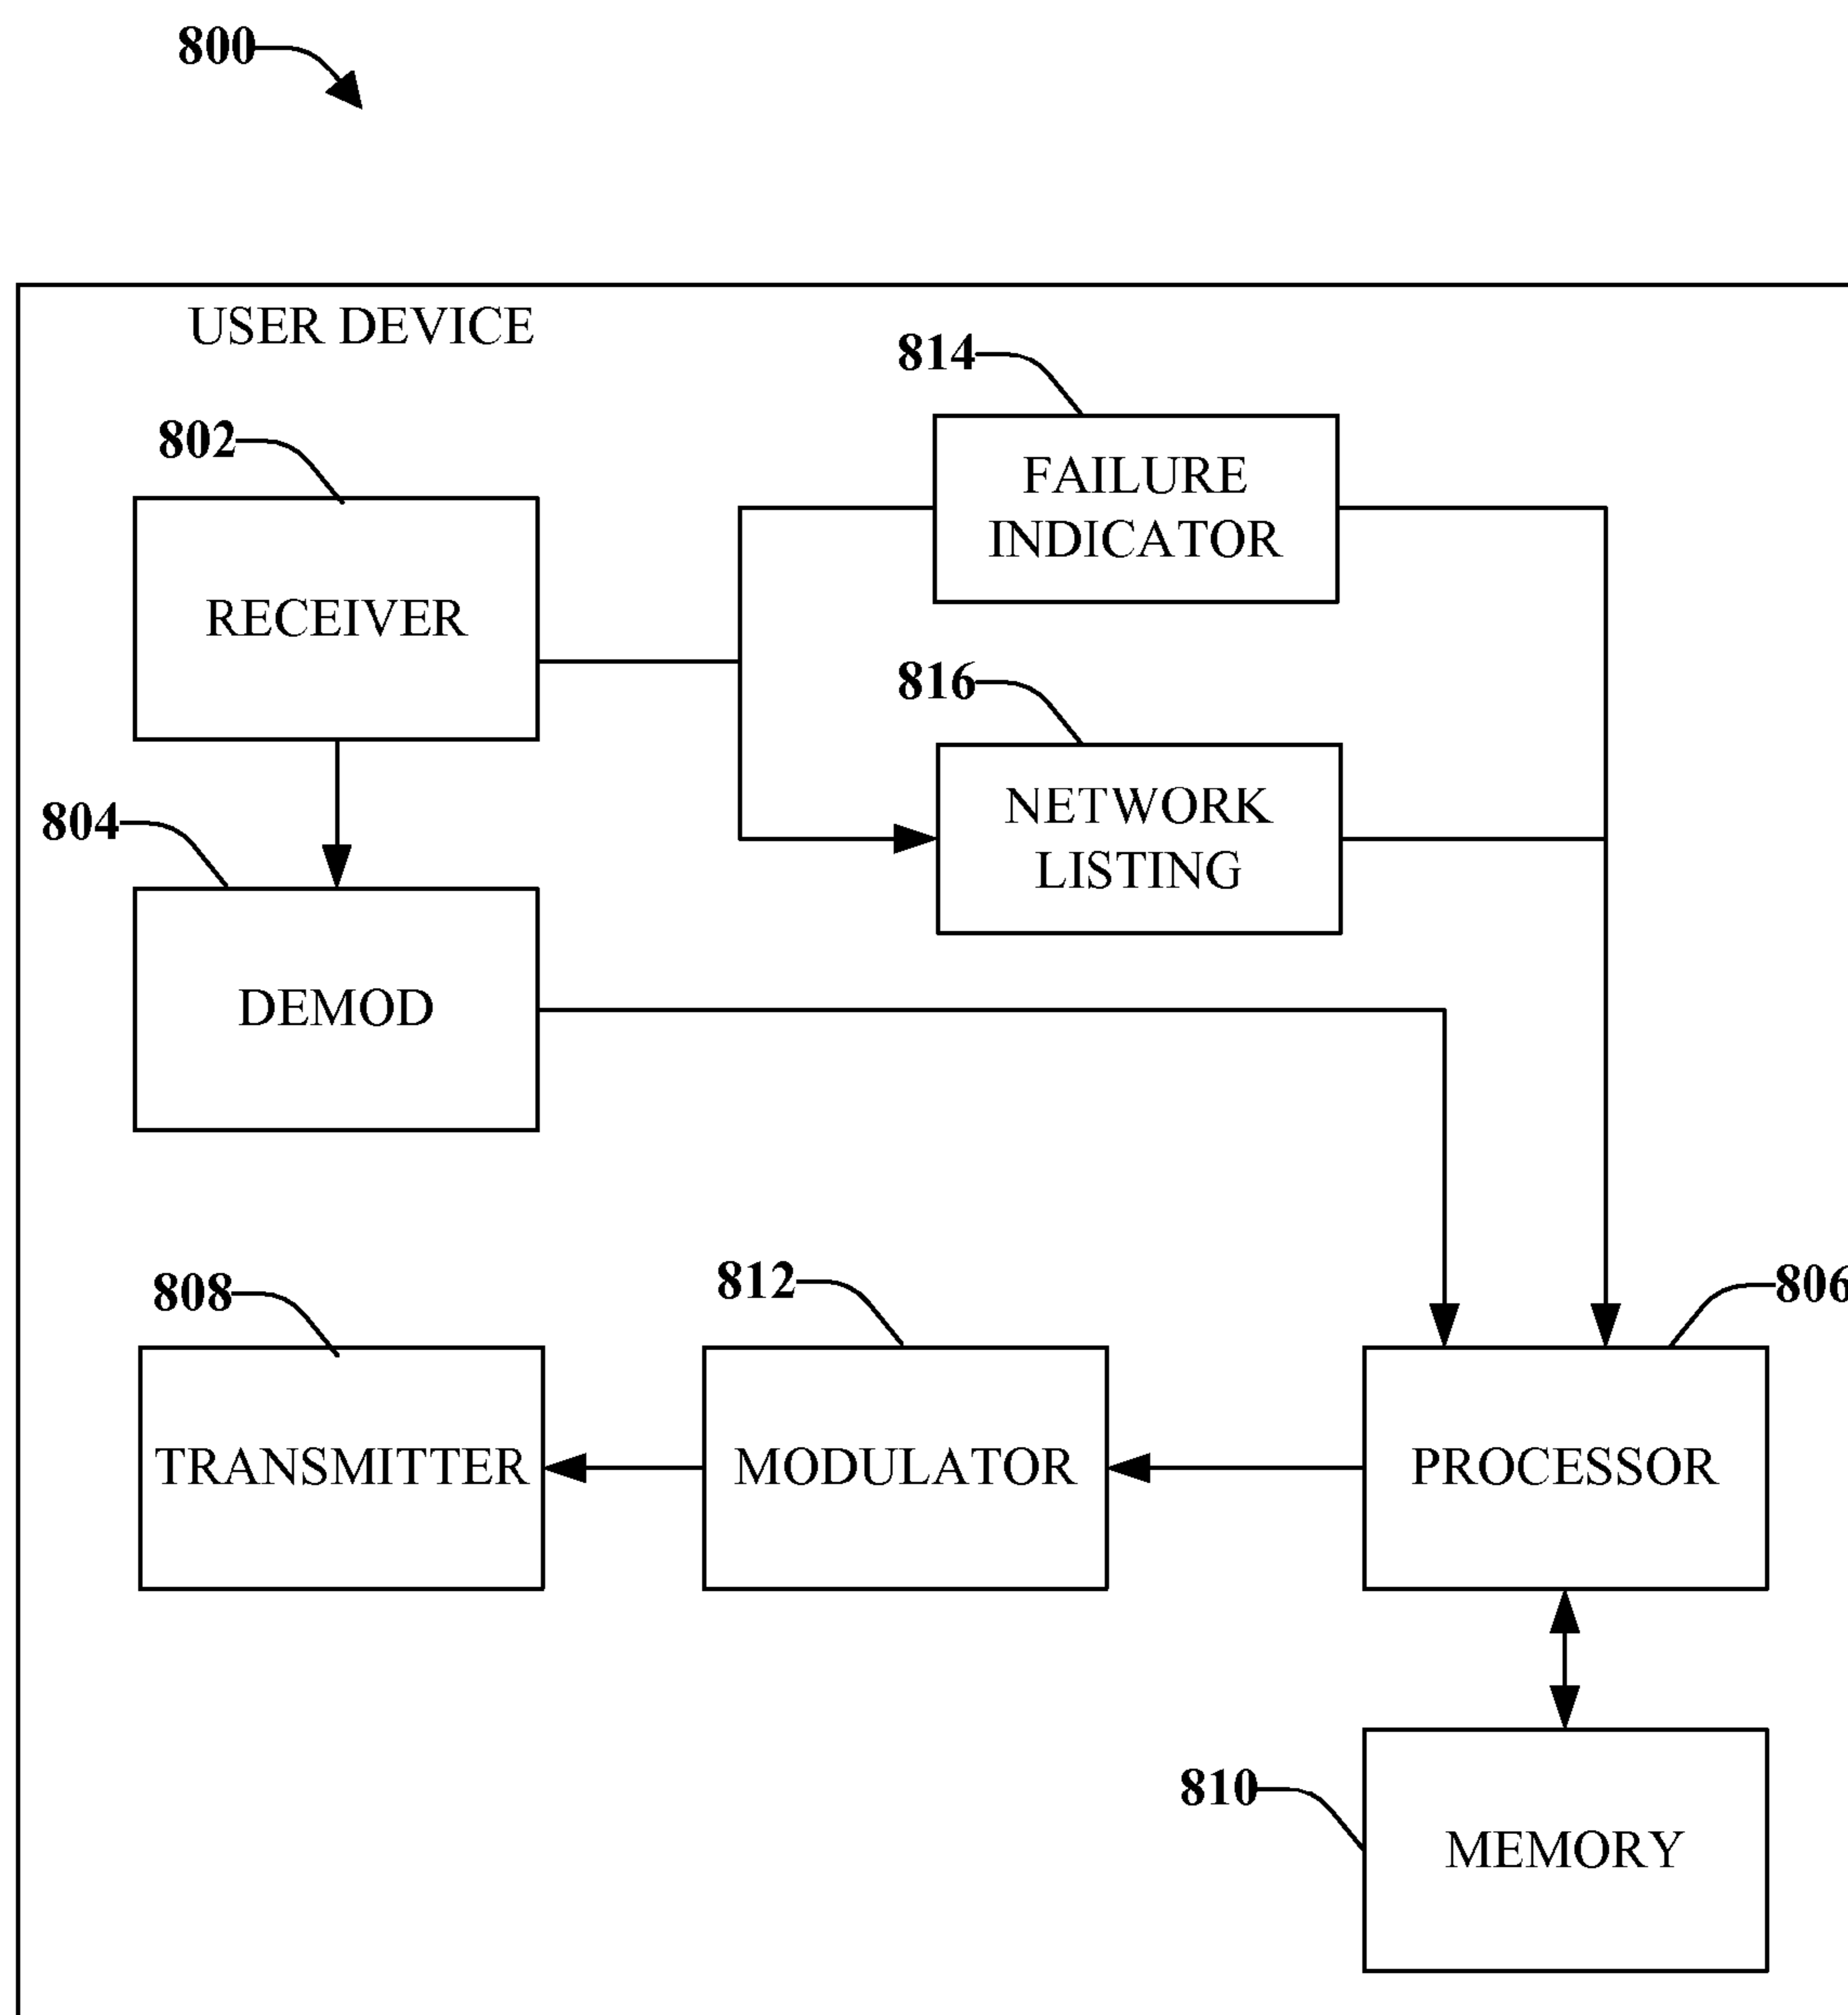 800
USER DEVICE
814
802
FAILURE
INDICATOR
RECEIVER
816
NETWORK
LISTING
804
DEMOD
808
812
806
TRANSMITTER
MODULATOR
PROCESSOR
810
MEMORY